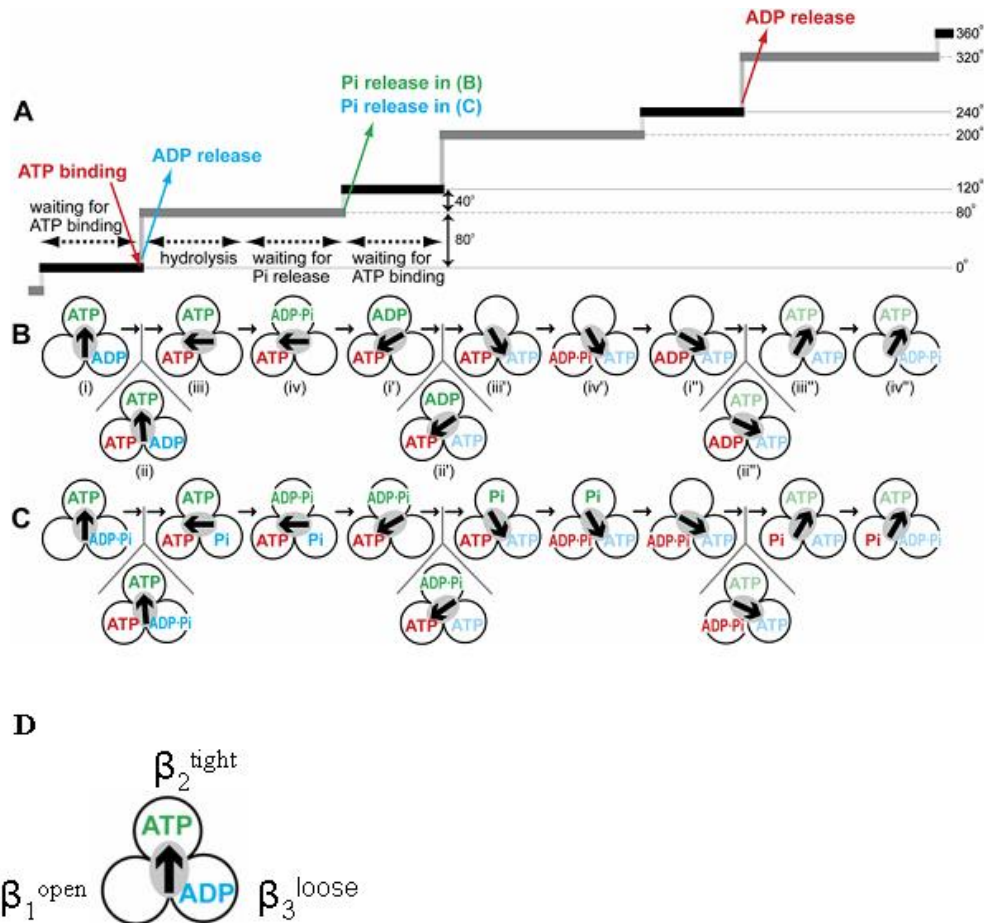 ADP release
360°
320°
A
Pi release in (B)
Pi release in (C)
240°
200°
ADP release
ATP binding
waiting for
ATP binding
40°
120°
80°
80°
hydrolysis
waiting for
Pi release
waiting for
ATP binding
0°
B
ATP ATP ADP·Pi ADP ATP ATP
ADP ATP ATP ATP ATP ATP ADP·Pi ATP ADP ATP ATP ADP·Pi
(i) (iii) (iv) (i') (iii') (iv') (i'') (iii'') (iv'')
ATP ADP ATP
ATP ADP ATP ATP ADP ATP
(ii) (ii') (ii'')
C
ATP ATP ADP·Pi ADP·Pi Pi Pi ATP ATP
ADP·Pi ATP Pi ATP Pi ATP ATP ATP ADP·Pi ATP ADP·Pi ATP Pi ATP Pi ADP·Pi
ATP ADP·Pi ATP
ATP ADP·Pi ATP ATP ADP·Pi ATP
D
β2 tight
ATP
β1 open ADP β3 loose